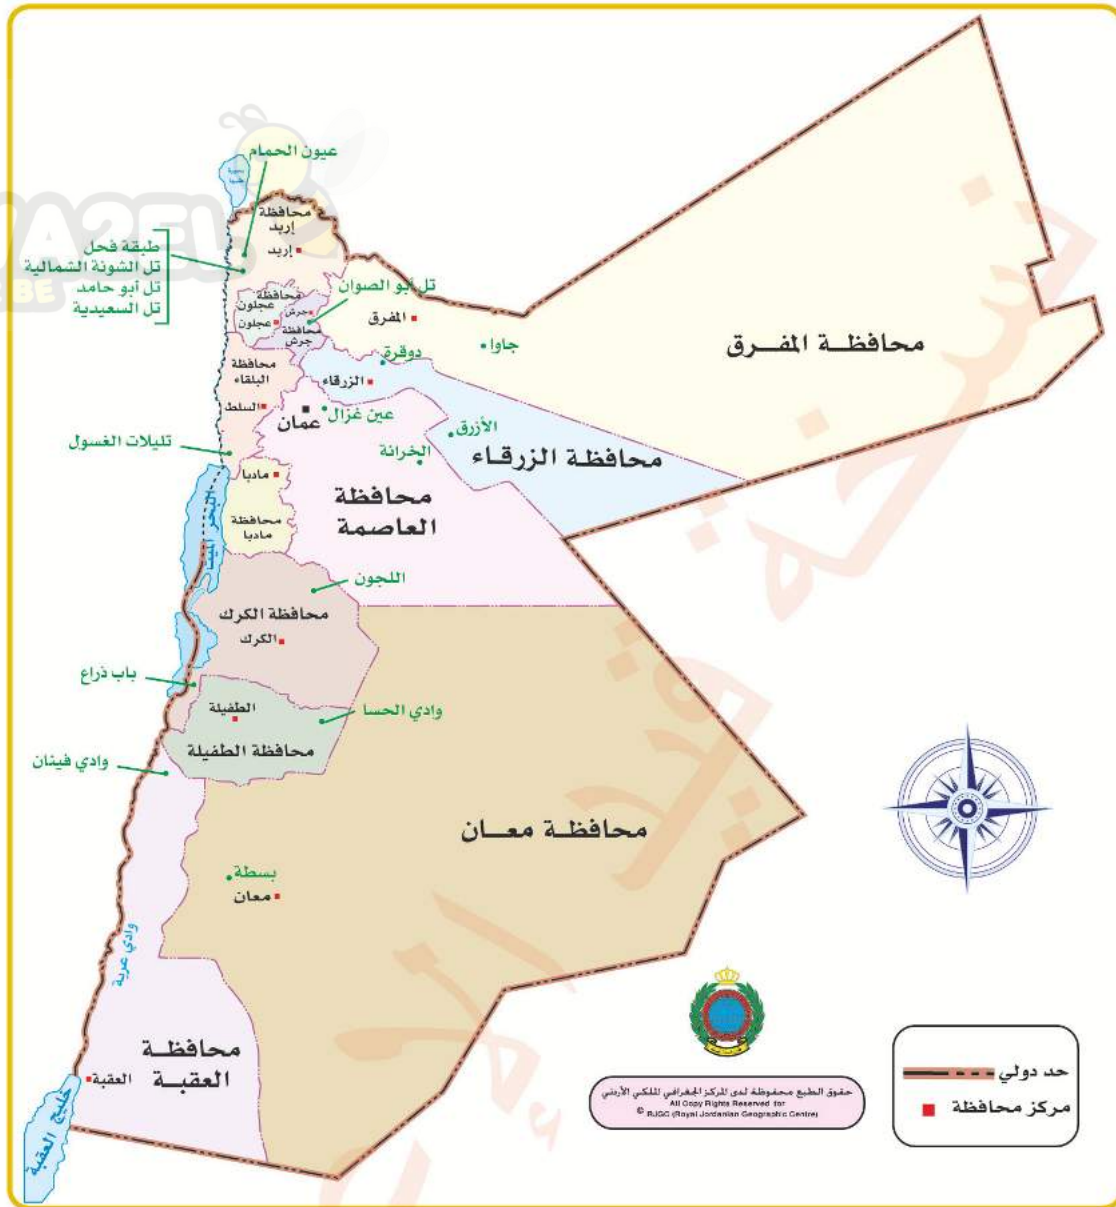 عيون الحمام
محافظة
إربد
إربد
طبقة فحل
تل الشونة الشمالية
تل أبو حامد
تل السعيدية
تل أبو الصوان
محافظة
عجلون
عجلون
جرش
محافظة
جرش
المفرق
جاوا
محافظة المفرق
دوقرة
الزرقاء
محافظة
البلقاء
السلط
عمان
عين غزال
الأزرق
الخرانة
محافظة الزرقاء
تليلات الغسول
مادبا
محافظة
مادبا
محافظة
العاصمة
البحر الميت
اللجون
محافظة الكرك
الكرك
باب ذراع
الطفيلة
وادي الحسا
محافظة الطفيلة
وادي فينان
محافظة معان
بسطة
معان
وادي عربة
محافظة
العقبة
العقبة
خليج العقبة
حد دولي
مركز محافظة
حقوق الطبع محفوظة لدى المركز الجغرافي الملكي الأردني
All Copy Rights Reserved for
© RJGC (Royal Jordanian Geographic Centre)